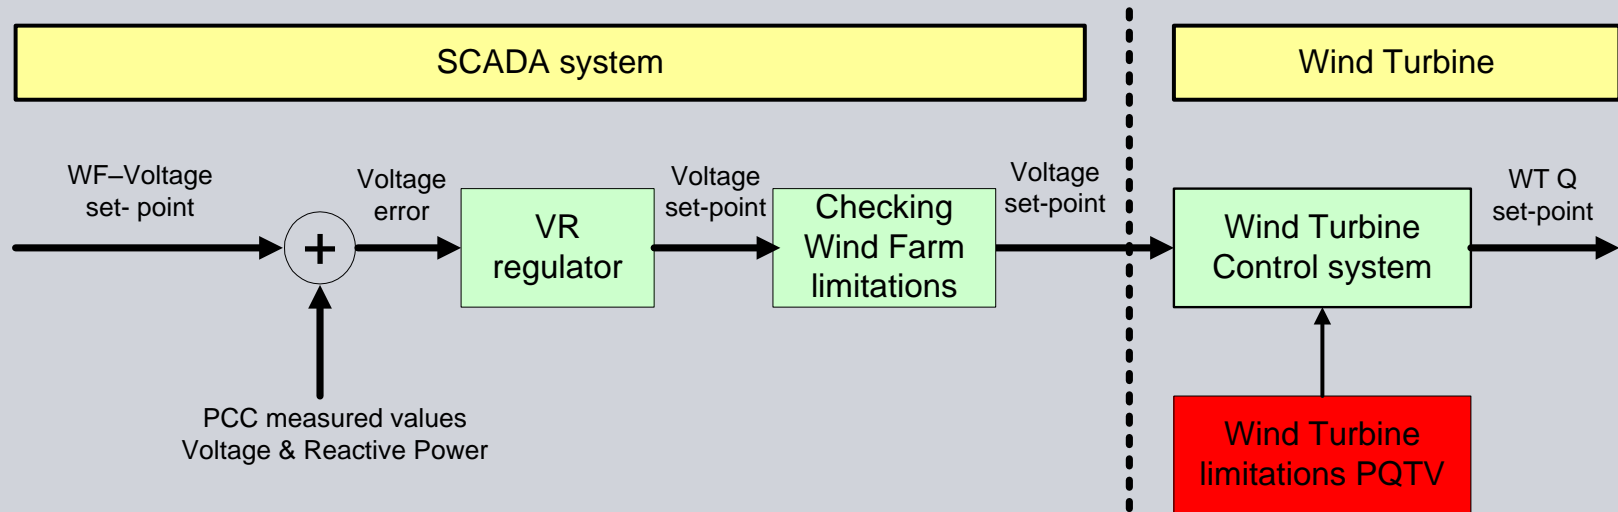 SCADA system
Wind Turbine
WF–Voltage
set- point
Voltage
error
VR
regulator
Voltage
set-point
Checking
Wind Farm
limitations
Voltage
set-point
Wind Turbine
Control system
WT Q
set-point
+
PCC measured values
Voltage & Reactive Power
Wind Turbine
limitations PQTV